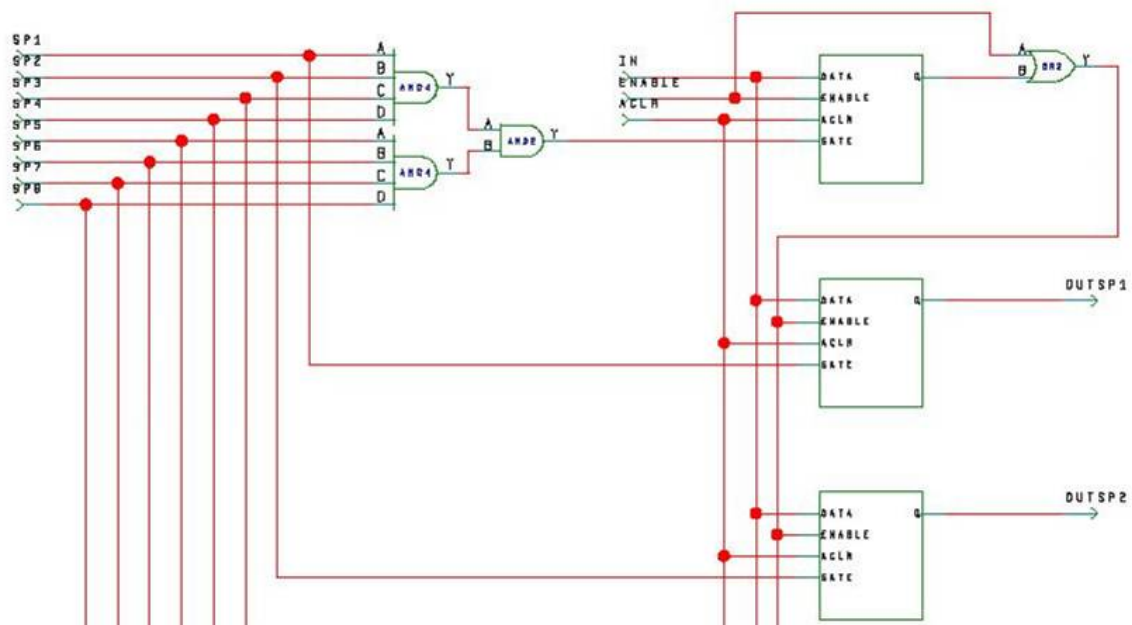 SP1
SP2
SP3
SP4
SP5
SP6
SP7
SP8
A
B
C
D
AND4
Y
A
B
C
D
AND4
Y
A
B
AND2
Y
IN
ENABLE
ACLR
DATA
ENABLE
ACLR
GATE
Q
A
B
OR2
Y
DATA
ENABLE
ACLR
GATE
Q
OUTSP1
DATA
ENABLE
ACLR
GATE
Q
OUTSP2